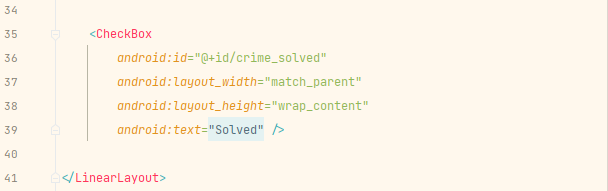 34
35 <CheckBox
36 android:id="@+id/crime_solved"
37 android:layout_width="match_parent"
38 android:layout_height="wrap_content"
39 android:text="Solved" />
40
41 </LinearLayout>